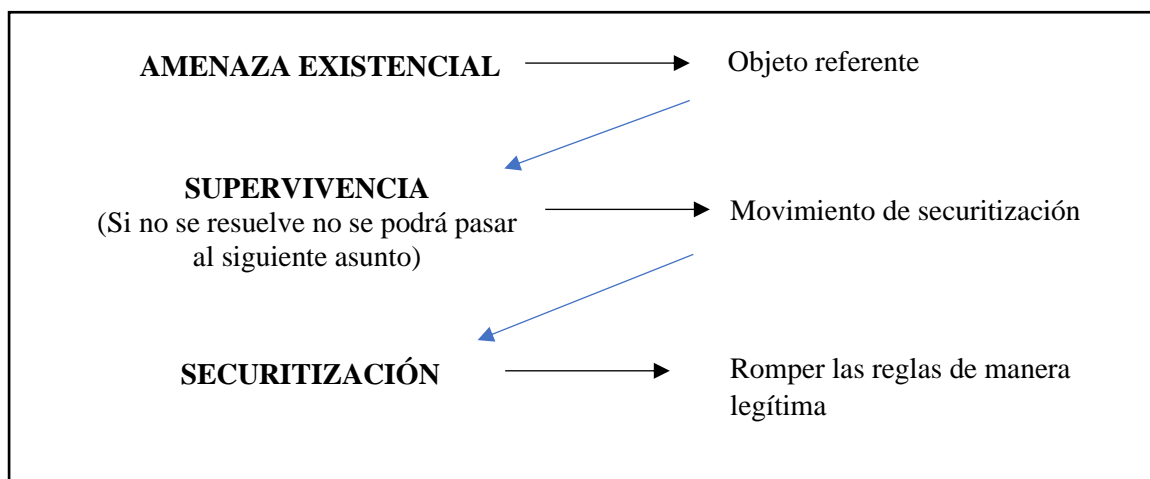 AMENAZA EXISTENCIAL
Objeto referente
SUPERVIVENCIA
(Si no se resuelve no se podrá pasar
al siguiente asunto)
Movimiento de securitización
SECURITIZACIÓN
Romper las reglas de manera
legítima